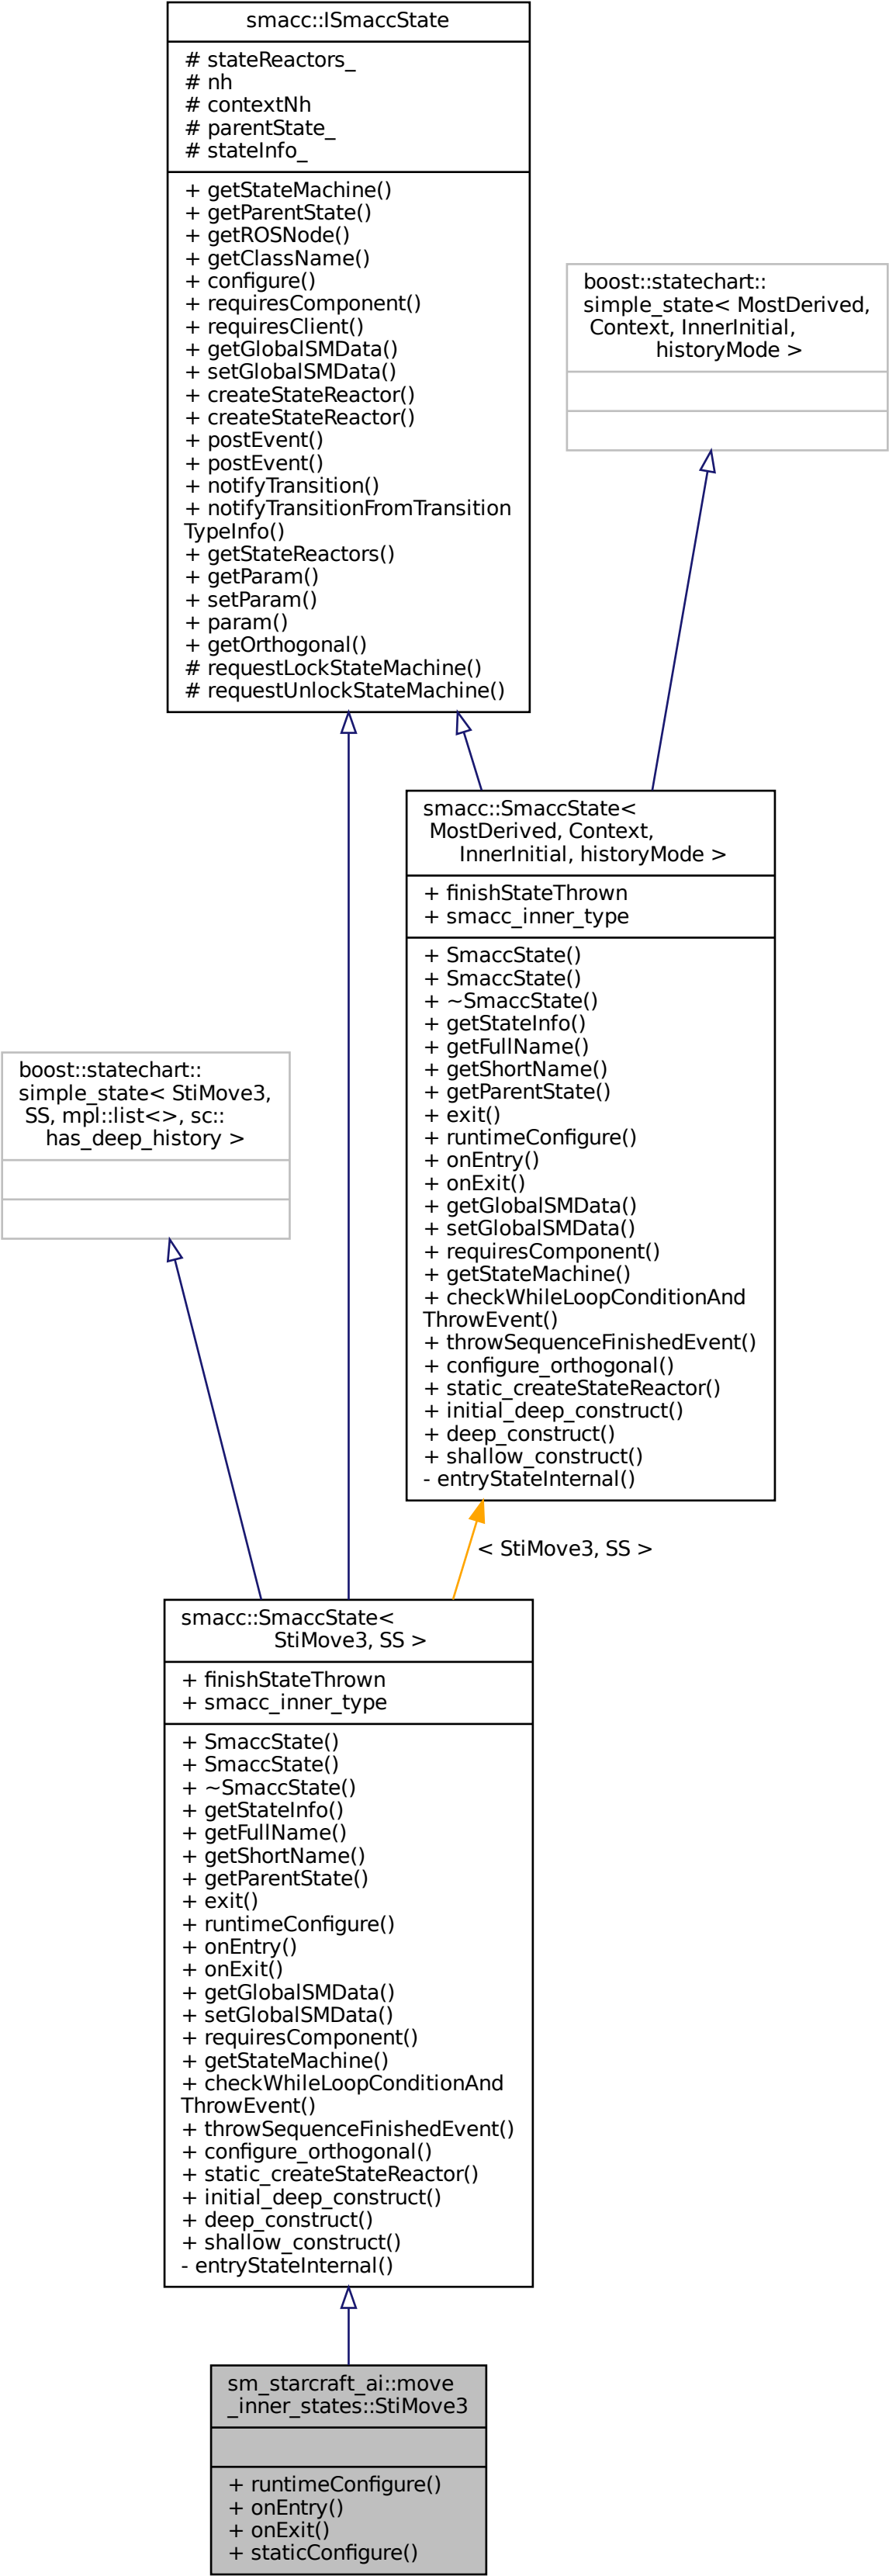 smacc::ISmaccState
# stateReactors_
# nh
# contextNh
# parentState_
# stateInfo_
+ getStateMachine()
+ getParentState()
+ getROSNode()
+ getClassName()
+ configure()
+ requiresComponent()
+ requiresClient()
+ getGlobalSMData()
+ setGlobalSMData()
+ createStateReactor()
+ createStateReactor()
+ postEvent()
+ postEvent()
+ notifyTransition()
+ notifyTransitionFromTransition
TypeInfo()
+ getStateReactors()
+ getParam()
+ setParam()
+ param()
+ getOrthogonal()
# requestLockStateMachine()
# requestUnlockStateMachine()
boost::statechart::
simple_state< MostDerived,
Context, InnerInitial,
historyMode >
smacc::SmaccState<
MostDerived, Context,
InnerInitial, historyMode >
+ finishStateThrown
+ smacc_inner_type
+ SmaccState()
+ SmaccState()
+ ~SmaccState()
+ getStateInfo()
+ getFullName()
+ getShortName()
+ getParentState()
+ exit()
+ runtimeConfigure()
+ onEntry()
+ onExit()
+ getGlobalSMData()
+ setGlobalSMData()
+ requiresComponent()
+ getStateMachine()
+ checkWhileLoopConditionAnd
ThrowEvent()
+ throwSequenceFinishedEvent()
+ configure_orthogonal()
+ static_createStateReactor()
+ initial_deep_construct()
+ deep_construct()
+ shallow_construct()
- entryStateInternal()
boost::statechart::
simple_state< StiMove3,
SS, mpl::list<>, sc::
has_deep_history >
< StiMove3, SS >
smacc::SmaccState<
StiMove3, SS >
+ finishStateThrown
+ smacc_inner_type
+ SmaccState()
+ SmaccState()
+ ~SmaccState()
+ getStateInfo()
+ getFullName()
+ getShortName()
+ getParentState()
+ exit()
+ runtimeConfigure()
+ onEntry()
+ onExit()
+ getGlobalSMData()
+ setGlobalSMData()
+ requiresComponent()
+ getStateMachine()
+ checkWhileLoopConditionAnd
ThrowEvent()
+ throwSequenceFinishedEvent()
+ configure_orthogonal()
+ static_createStateReactor()
+ initial_deep_construct()
+ deep_construct()
+ shallow_construct()
- entryStateInternal()
sm_starcraft_ai::move
_inner_states::StiMove3
+ runtimeConfigure()
+ onEntry()
+ onExit()
+ staticConfigure()